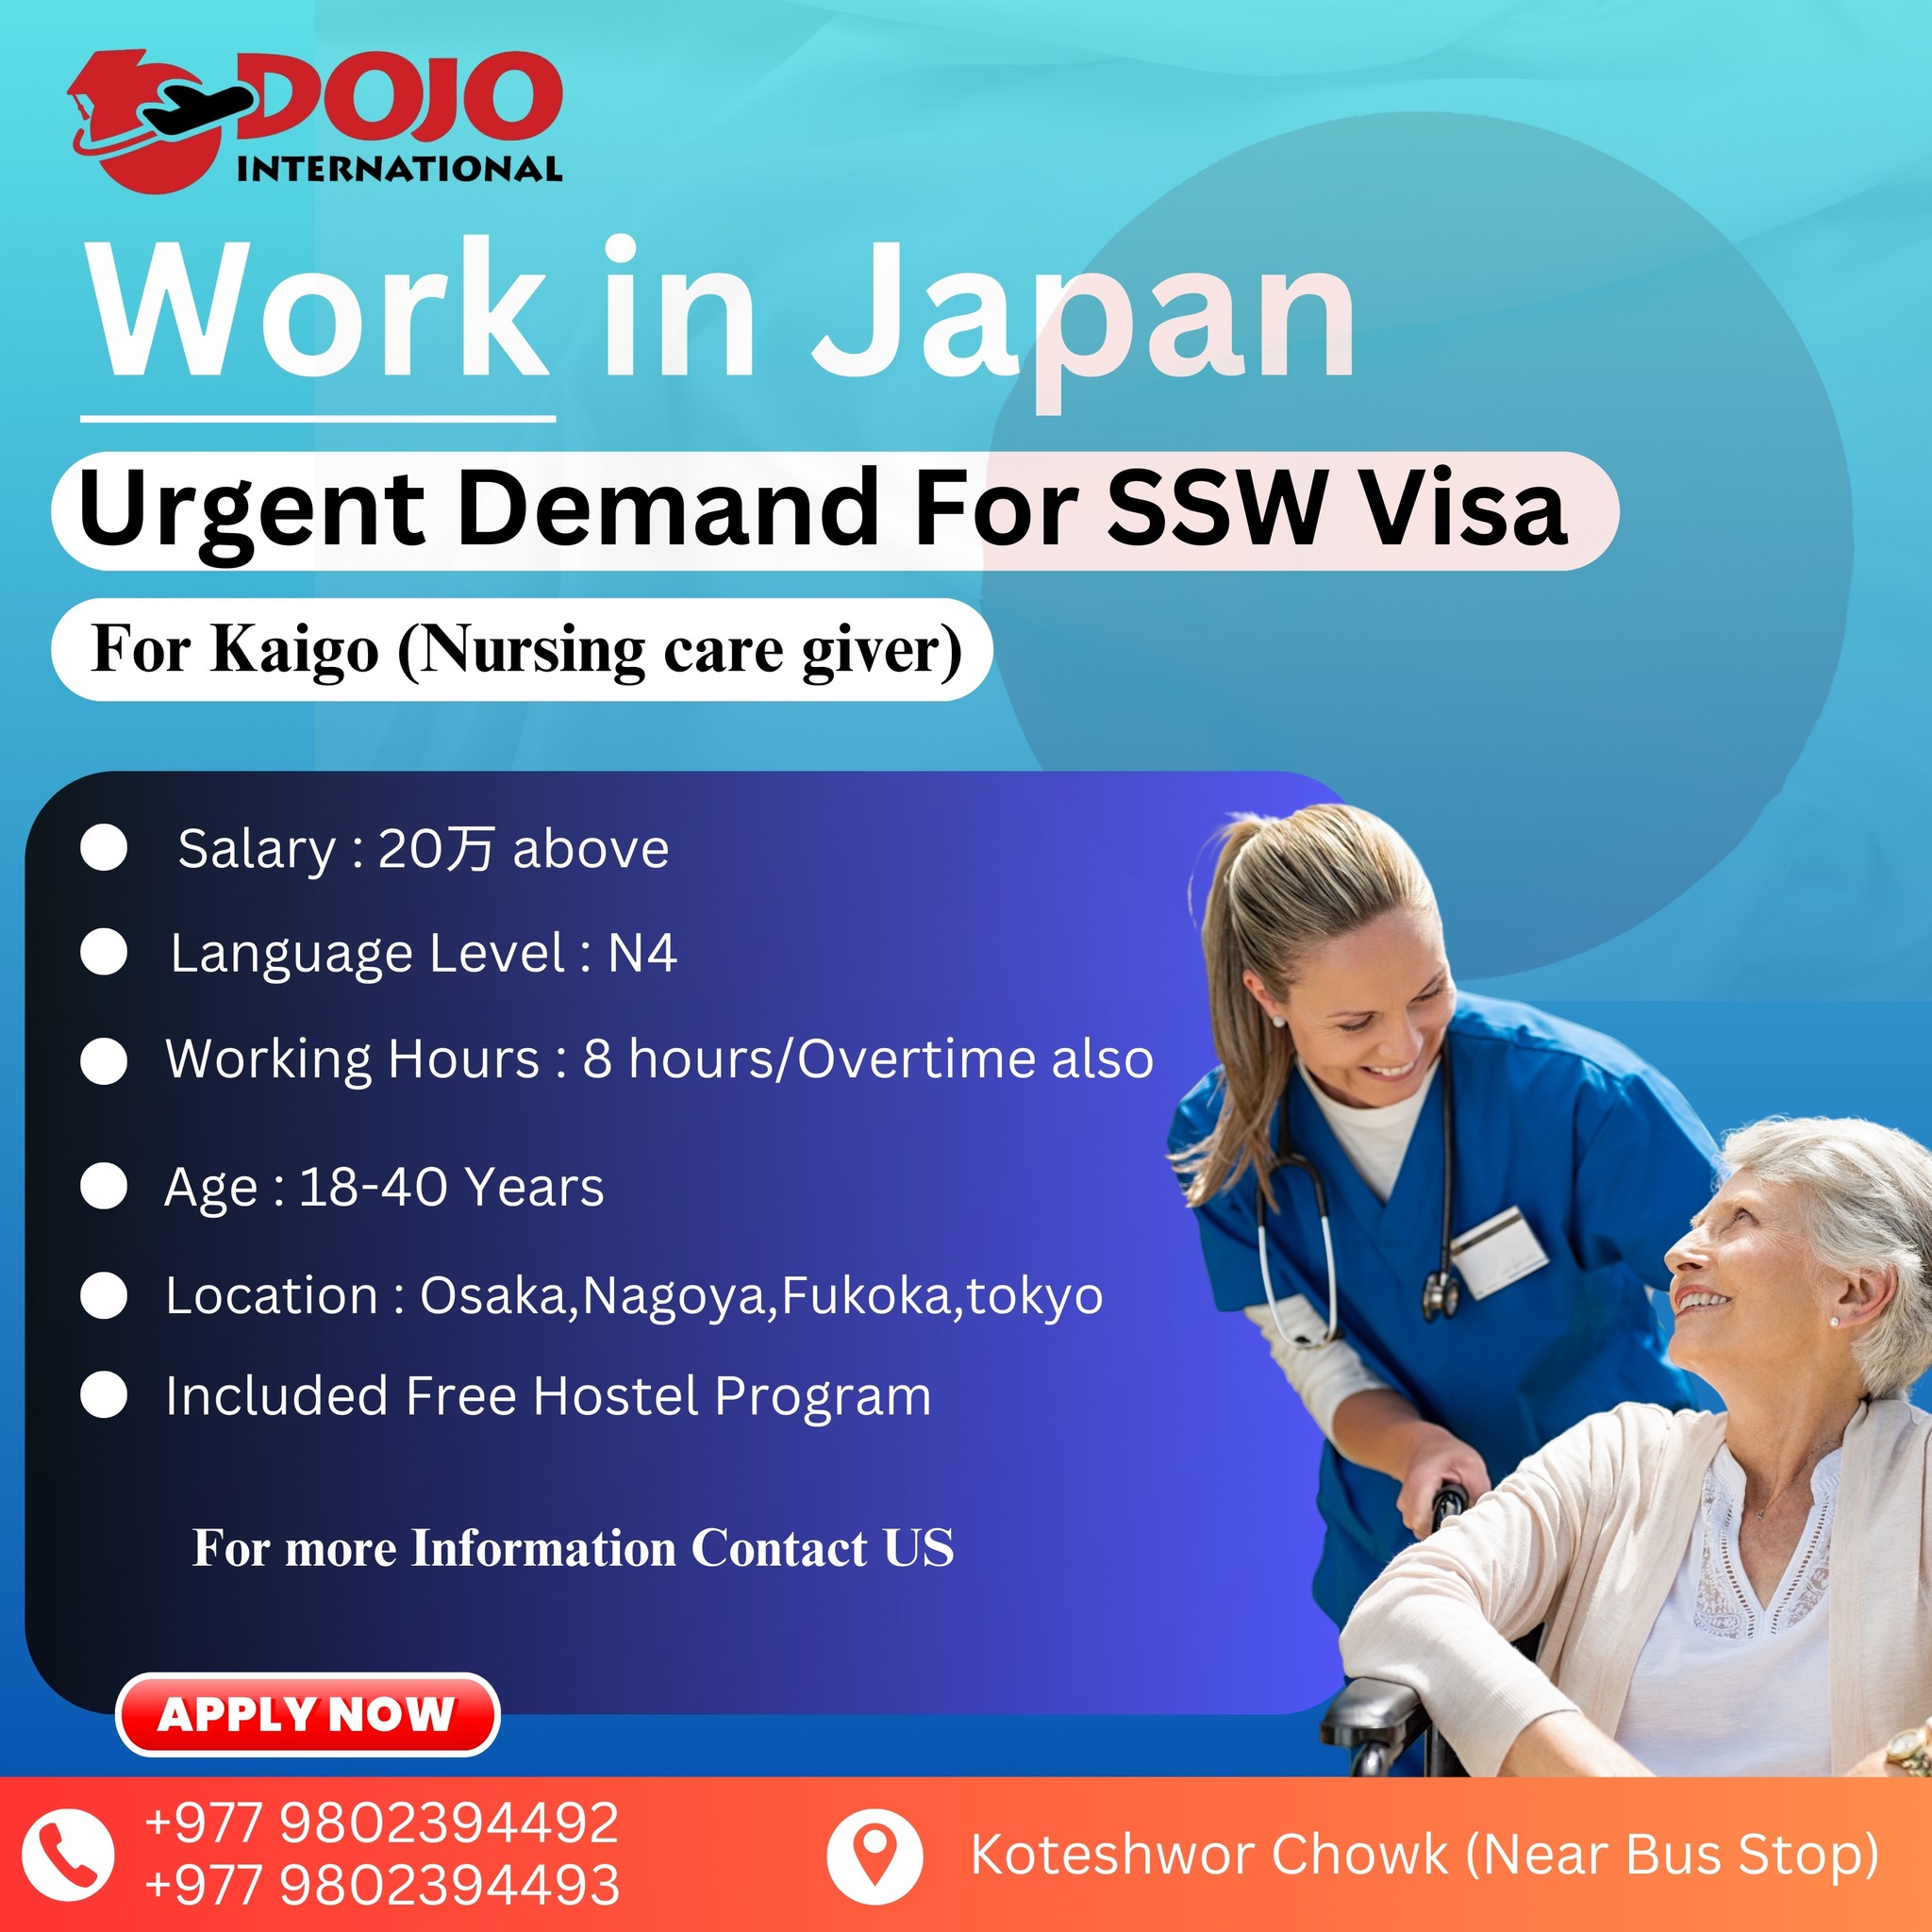 DOJO
INTERNATIONAL
Work in Japan
Urgent Demand For SSW Visa
For Kaigo (Nursing care giver)
Salary : 20万 above
Language Level : N4
Working Hours : 8 hours/Overtime also
Age : 18-40 Years
Location : Osaka,Nagoya,Fukoka,tokyo
Included Free Hostel Program
For more Information Contact US
APPLY NOW
+977 9802394492
+977 9802394493
Koteshwor Chowk (Near Bus Stop)